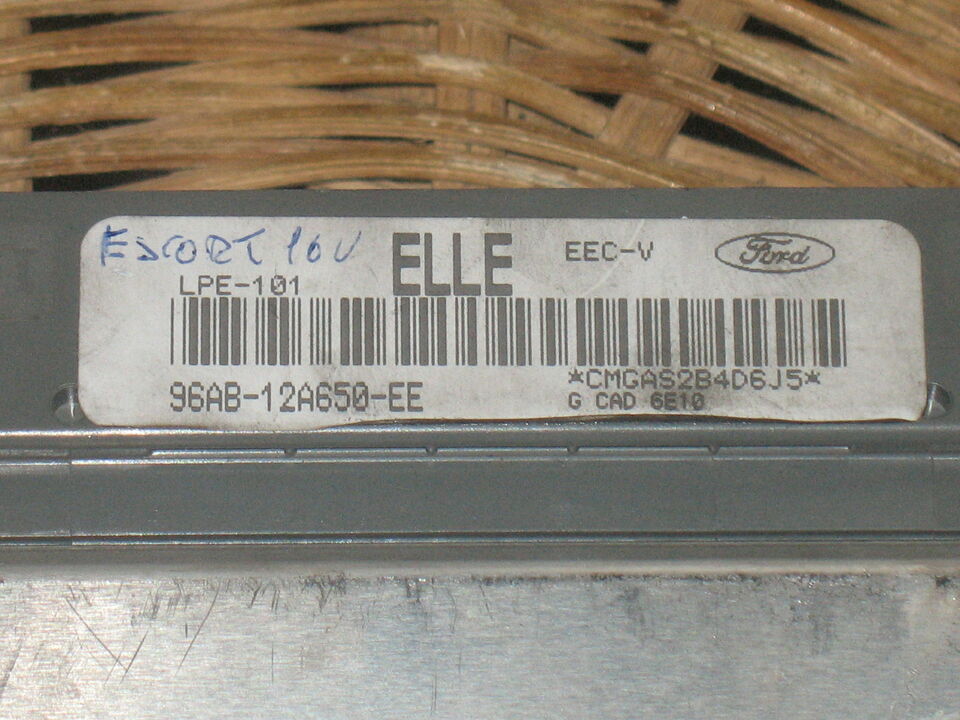 ESCORT 16V
ELLE
EEC-V
Ford
LPE-101
96AB-12A650-EE
*CMGAS2B4D6J5*
G CAD 6E10